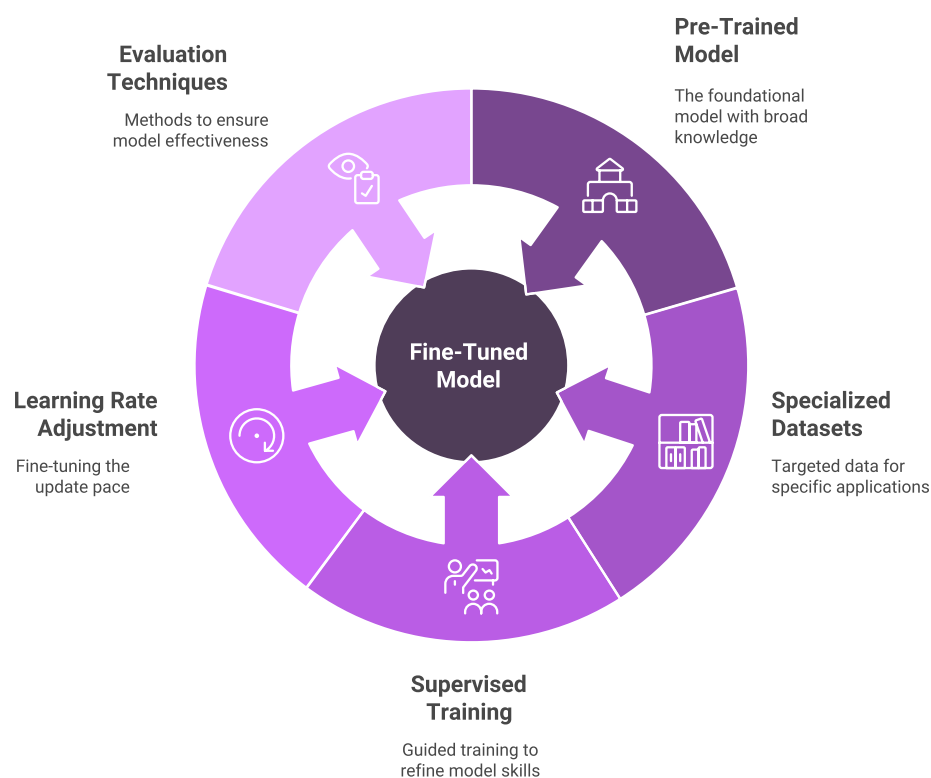 Pre-Trained
Model
The foundational
model with broad
knowledge
Evaluation
Techniques
Methods to ensure
model effectiveness
Fine-Tuned
Model
Learning Rate
Adjustment
Fine-tuning the
update pace
Specialized
Datasets
Targeted data for
specific applications
Supervised
Training
Guided training to
refine model skills